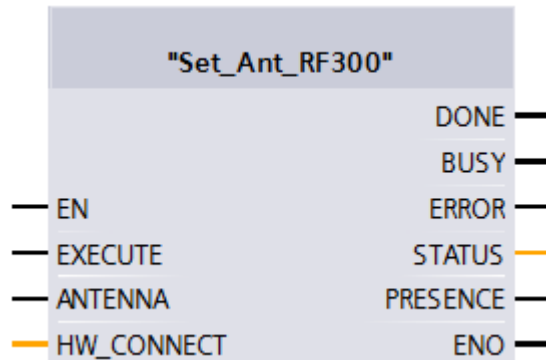 "Set_Ant_RF300"
DONE
BUSY
EN ERROR
EXECUTE STATUS
ANTENNA PRESENCE
HW_CONNECT ENO